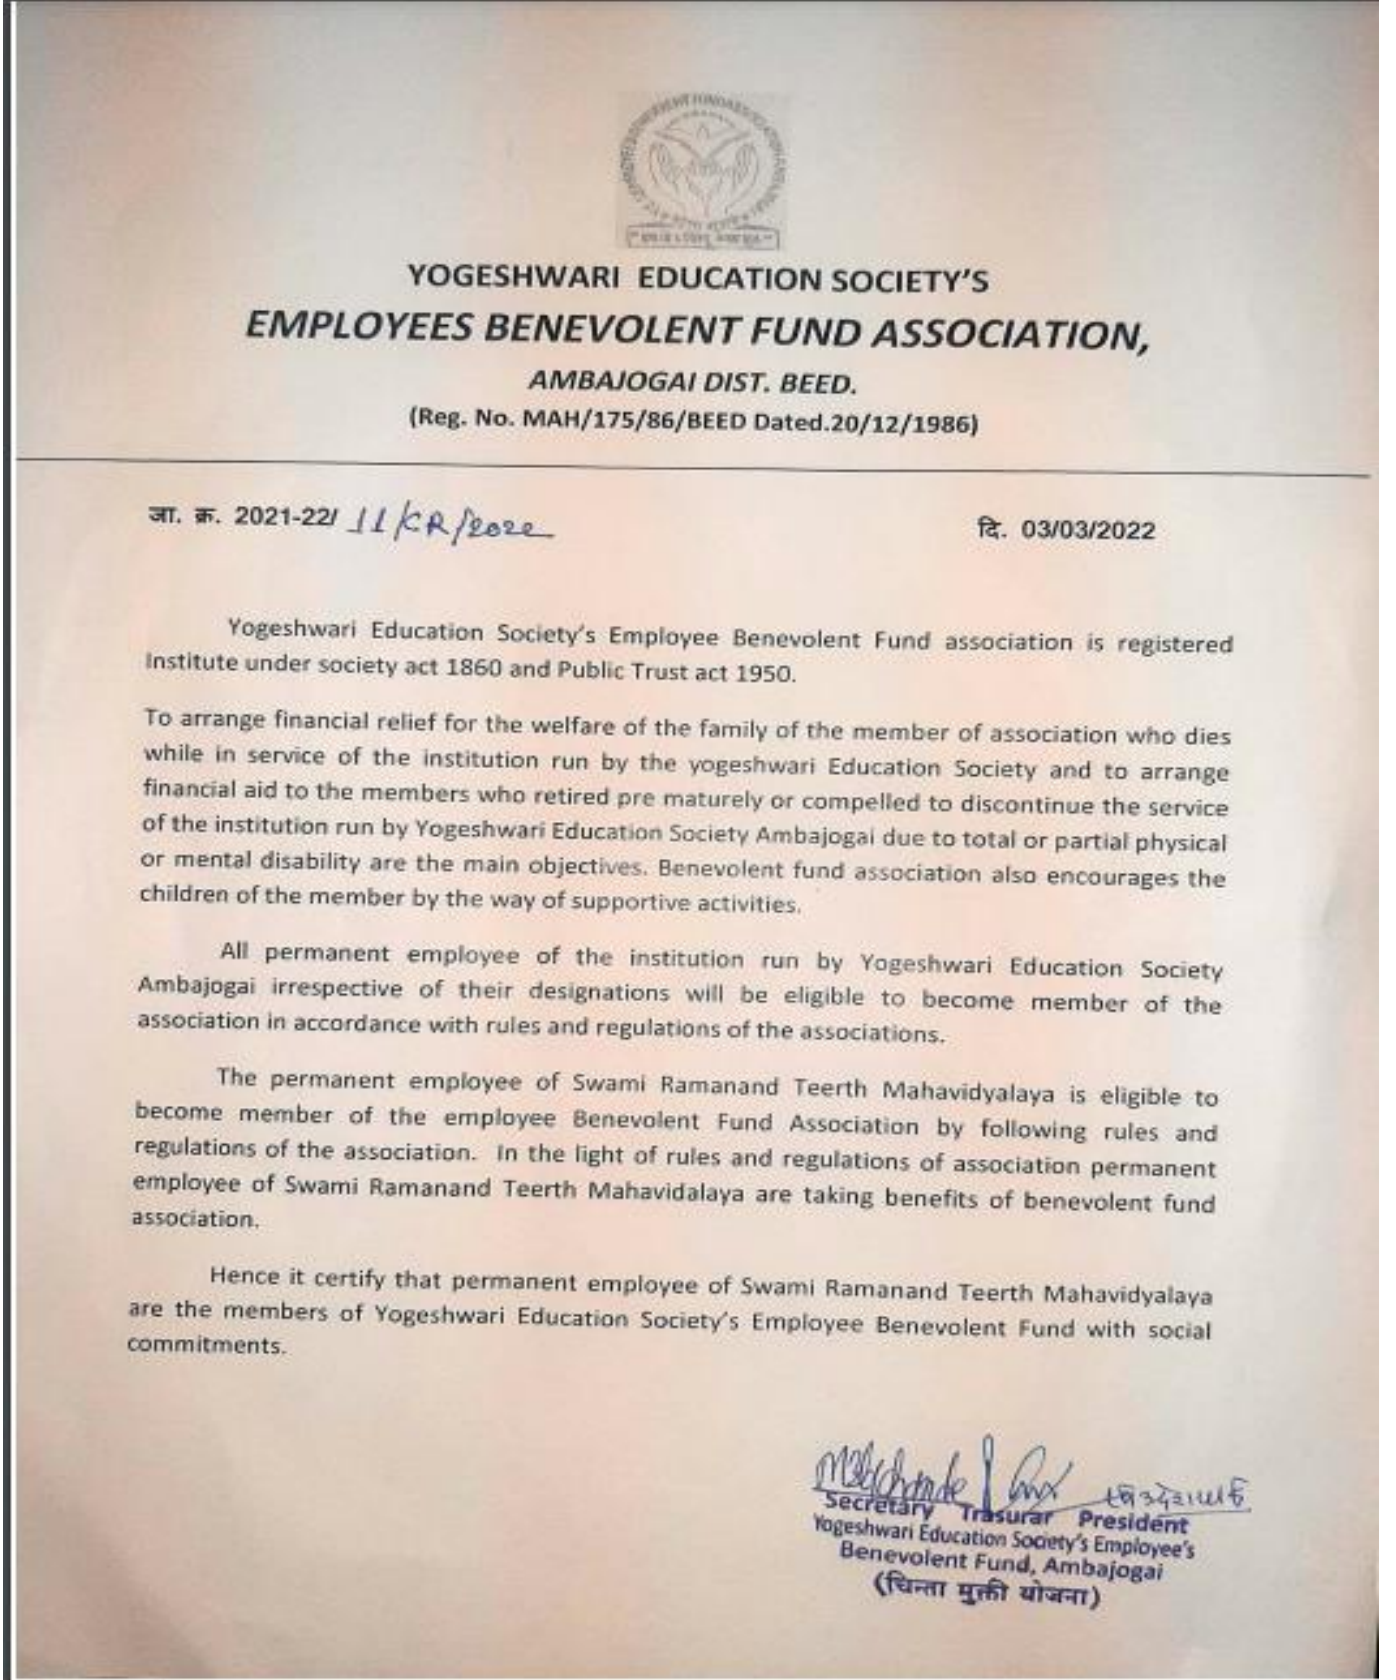 YOGESHWARI EDUCATION SOCIETY'S
EMPLOYEES BENEVOLENT FUND ASSOCIATION,
AMBAJOGAI DIST. BEED.
(Reg. No. MAH/175/86/BEED Dated.20/12/1986)
जा. क्र. 2021-22/ 11/CR/2022
दि. 03/03/2022
Yogeshwari Education Society's Employee Benevolent Fund association is registered
Institute under society act 1860 and Public Trust act 1950.
To arrange financial relief for the welfare of the family of the member of association who dies
while in service of the institution run by the yogeshwari Education Society and to arrange
financial aid to the members who retired pre maturely or compelled to discontinue the service
of the institution run by Yogeshwari Education Society Ambajogai due to total or partial physical
or mental disability are the main objectives. Benevolent fund association also encourages the
children of the member by the way of supportive activities.
All permanent employee of the institution run by Yogeshwari Education Society
Ambajogai irrespective of their designations will be eligible to become member of the
association in accordance with rules and regulations of the associations.
The permanent employee of Swami Ramanand Teerth Mahavidyalaya is eligible to
become member of the employee Benevolent Fund Association by following rules and
regulations of the association. In the light of rules and regulations of association permanent
employee of Swami Ramanand Teerth Mahavidalaya are taking benefits of benevolent fund
association.
Hence it certify that permanent employee of Swami Ramanand Teerth Mahavidyalaya
are the members of Yogeshwari Education Society's Employee Benevolent Fund with social
commitments.
Secretary Trasurar President
Yogeshwari Education Society's Employee's
Benevolent Fund, Ambajogai
(चिन्ता मुक्ती योजना)